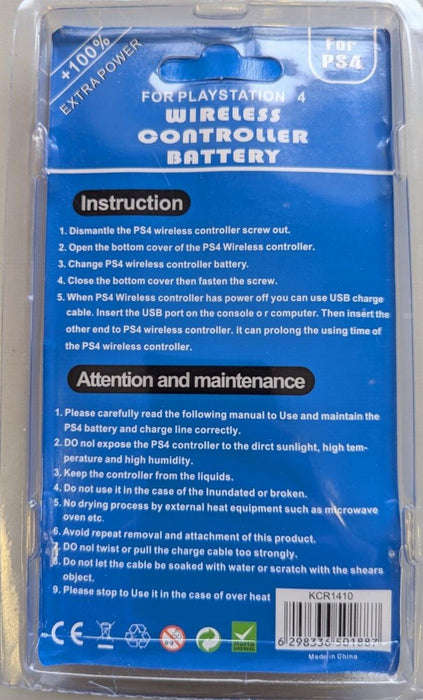 +100%
EXTRA POWER
For
PS4
FOR PLAYSTATION 4
WIRELESS
CONTROLLER
BATTERY
Instruction
1. Dismantle the PS4 wireless controller screw out.
2. Open the bottom cover of the PS4 Wireless controller.
3. Change PS4 wireless controller battery.
4. Close the bottom cover then fasten the screw.
5. When PS4 Wireless controller has power off you can use USB charge
cable. Insert the USB port on the console o r computer. Then insert the
other end to PS4 wireless controller. it can prolong the using time of
the PS4 wireless controller.
Attention and maintenance
1. Please carefully read the following manual to Use and maintain the
PS4 battery and charge line correctly.
2. DO not expose the PS4 controller to the dirct sunlight, high tem-
perature and high humidity.
3. Keep the controller from the liquids.
4. Do not use it in the case of the Inundated or broken.
5. No drying process by external heat equipment such as microwave
oven etc.
6. Avoid repeat removal and attachment of this product.
7. DO not twist or pull the charge cable too strongly.
8. Do not let the cable be soaked with water or scratch with the shears
object.
9. Please stop to Use it in the case of over heat
KCR1410
CE
RoHS
6 298336 501887
Made in China